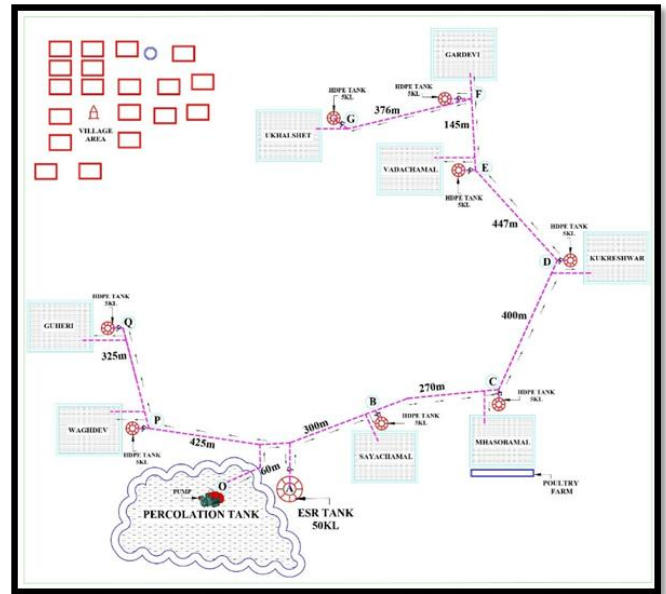 GARDEVI
HDPE TANK
5KL
HDPE TANK
5KL
F
G
376m
145m
UKHALSHET
VILLAGE
AREA
VADACHAMAL
E
HDPE TANK
5KL
447m
HDPE TANK
5KL
KUKRESHWAR
D
HDPE TANK
5KL
Q
GUHERI
400m
325m
270m
C
B
HDPE TANK
5KL
300m
HDPE TANK
5KL
WAGHDEV
P
425m
MHASOBAMAL
SAYACHAMAL
HDPE TANK
5KL
60m
O
A
PUMP
POULTRY
FARM
PERCOLATION TANK
ESR TANK
50KL